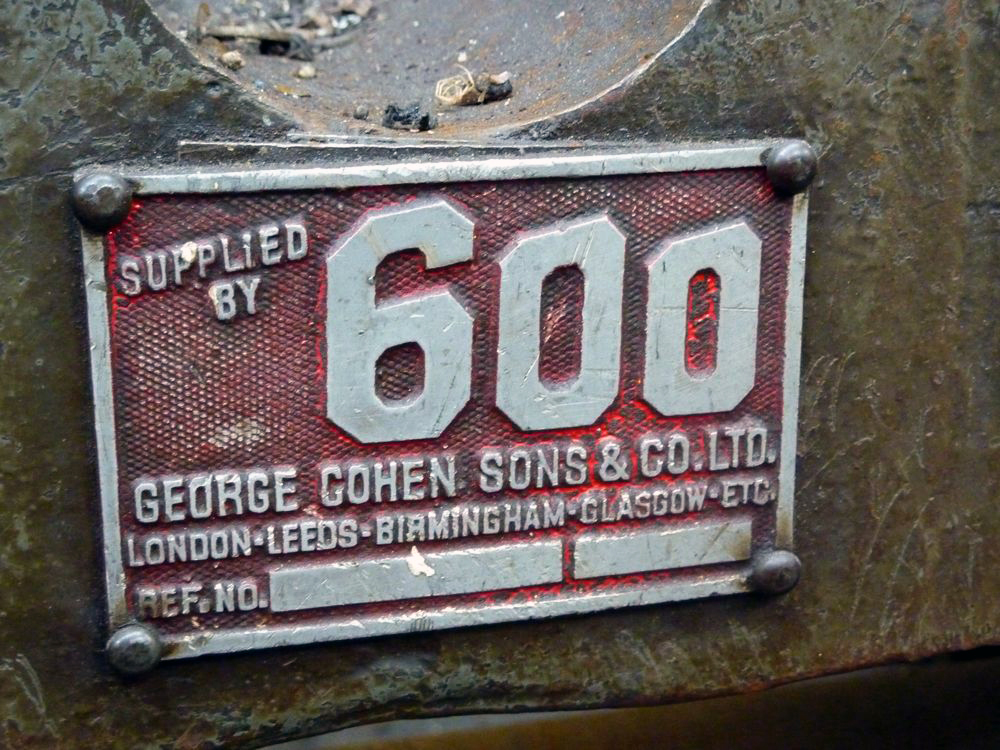 SUPPLIED
BY
600
GEORGE COHEN SONS & CO. LTD.
LONDON·LEEDS·BIRMINGHAM·GLASGOW·ETC.
REF. NO.